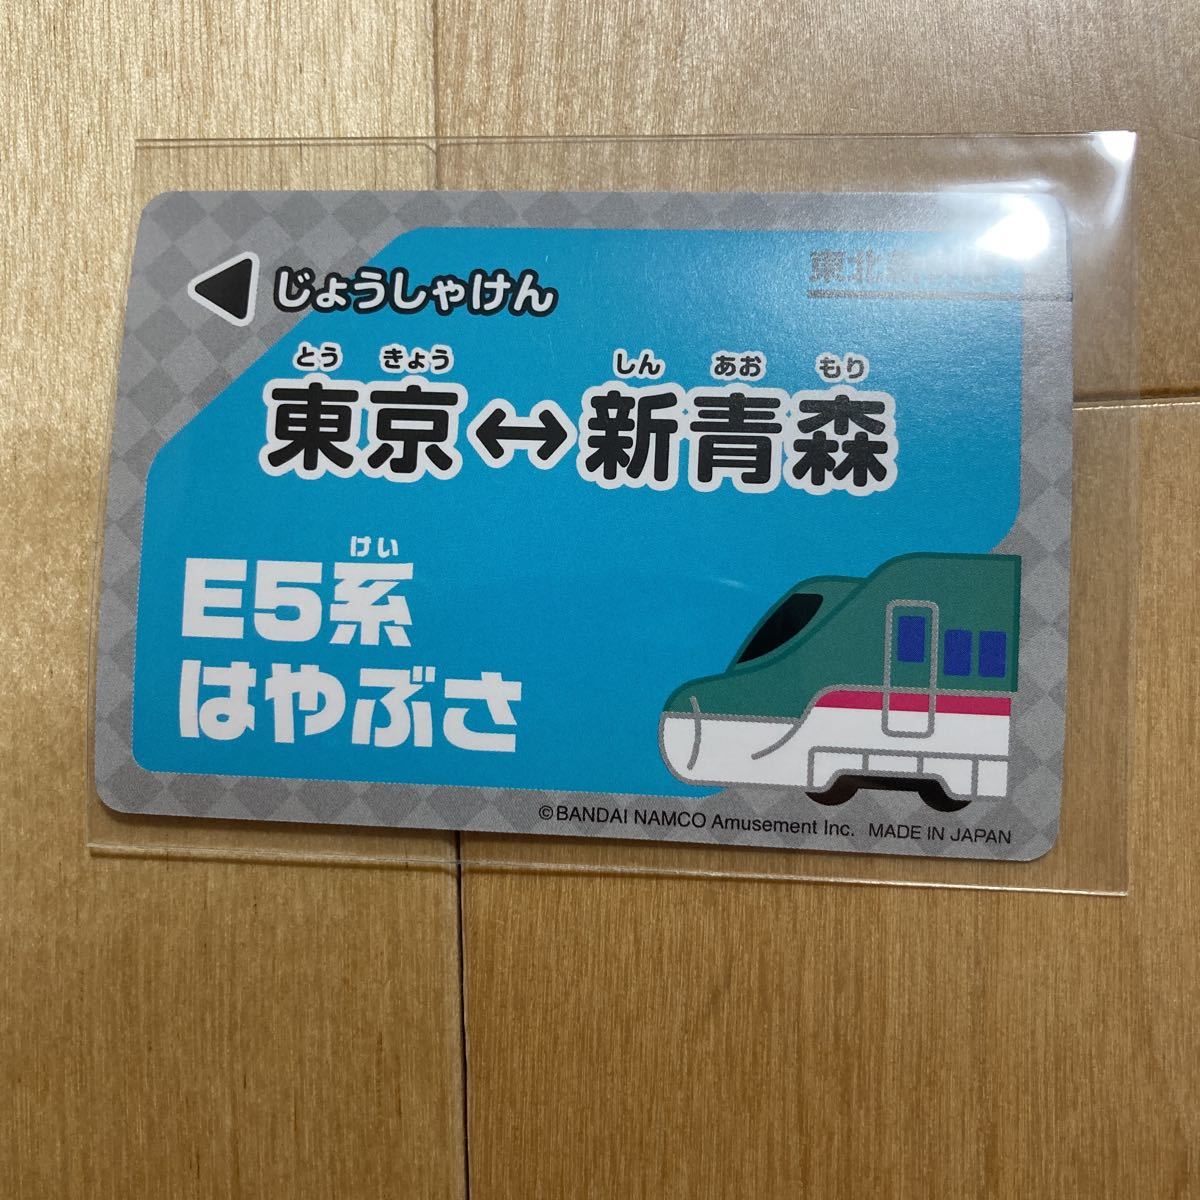 じょうしゃけん
東北
とう きょう しん あお もり
東京↔新青森
けい
E5系
はやぶさ
©BANDAI NAMCO Amusement Inc. MADE IN JAPAN